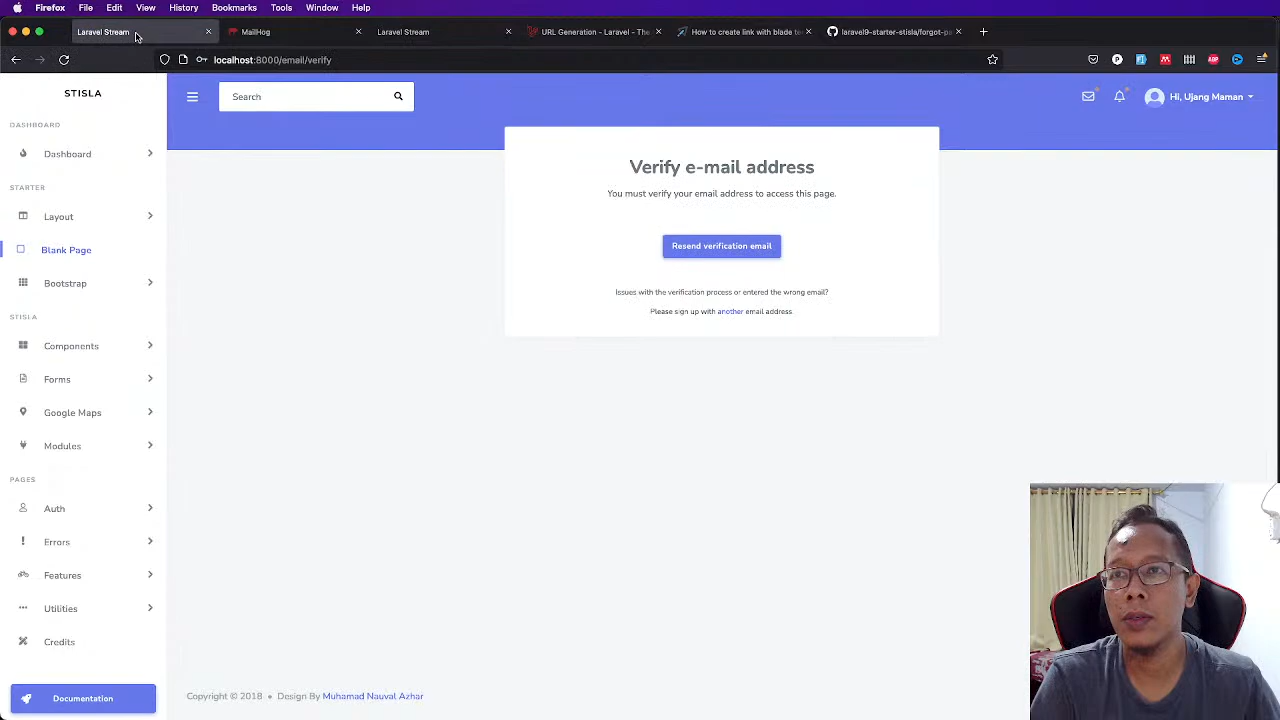 Firefox File Edit View History Bookmarks Tools Window Help
Laravel Stream
MailHog
Laravel Stream
URL Generation - Laravel - The
How to create link with blade te
laravel9-starter-stisla/forgot-pa
localhost:8000/email/verify
STISLA
Search
Hi, Ujang Maman
DASHBOARD
Dashboard
STARTER
Layout
Blank Page
Bootstrap
STISLA
Components
Forms
Google Maps
Modules
PAGES
Auth
Errors
Features
Utilities
Credits
Documentation
Verify e-mail address
You must verify your email address to access this page.
Resend verification email
Issues with the verification process or entered the wrong email?
Please sign up with another email address.
Copyright © 2018 • Design By Muhamad Nauval Azhar